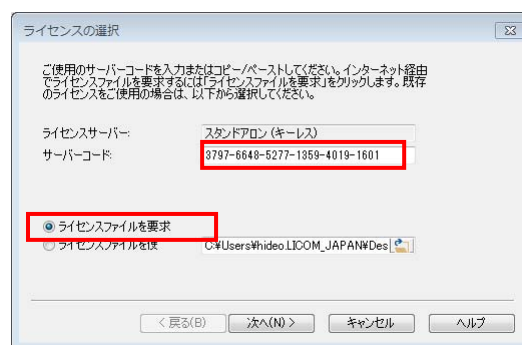 ライセンスの選択
ご使用のサーバーコードを入力またはコピー/ペーストしてください。インターネット経由
でライセンスファイルを要求するには「ライセンスファイルを要求」をクリックします。既存
のライセンスをご使用の場合は、以下から選択してください。
ライセンスサーバー: スタンドアロン (キーレス)
サーバーコード: 3797-6648-5277-1359-4019-1601
ライセンスファイルを要求
ライセンスファイルを使 C:¥Users¥hideo.LICOM_JAPAN¥Des
< 戻る(B) 次へ(N) > キャンセル ヘルプ